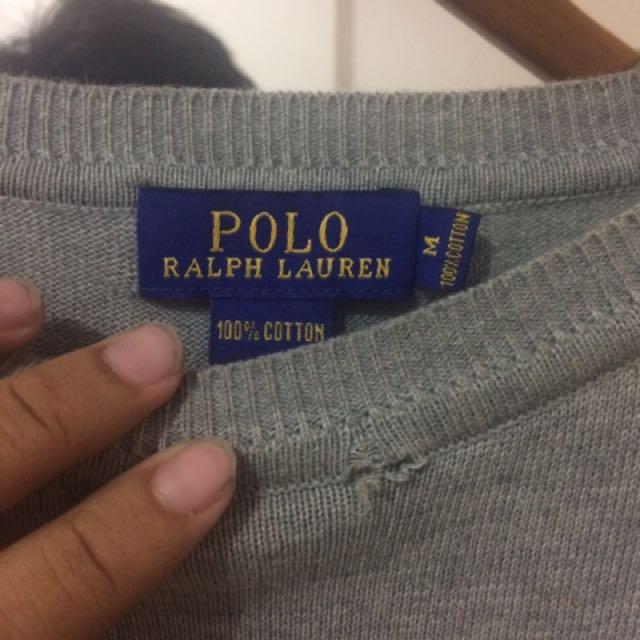 POLO
RALPH LAUREN
M
100% COTTON
100% COTTON